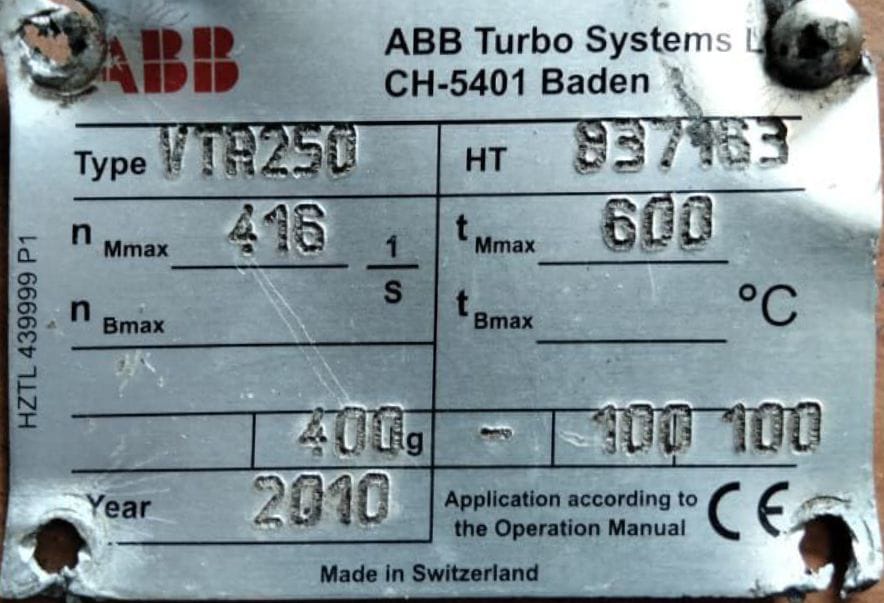 ABB
ABB Turbo Systems
CH-5401 Baden
Type VTR250 HT 837163
n Mmax 416 1/S t Mmax 600
n Bmax t Bmax °C
400g - 100 100
Year 2010 Application according to
the Operation Manual CE
Made in Switzerland
HZTL 439999 P1